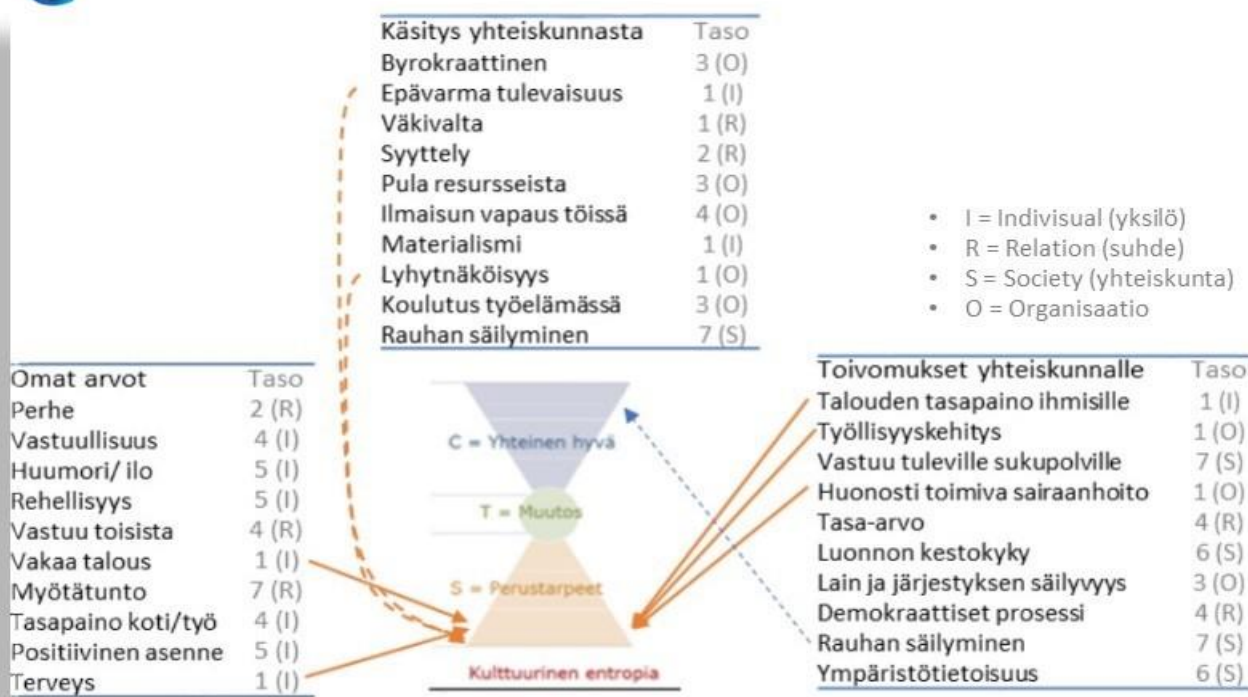 Käsitys yhteiskunnasta Taso
Byrokraattinen 3 (O)
Epävarma tulevaisuus 1 (I)
Väkivalta 1 (R)
Syyttely 2 (R)
Pula resursseista 3 (O)
Ilmaisun vapaus töissä 4 (O)
Materialismi 1 (I)
Lyhytnäköisyys 1 (O)
Koulutus työelämässä 3 (O)
Rauhan säilyminen 7 (S)
• I = Indivisual (yksilö)
• R = Relation (suhde)
• S = Society (yhteiskunta)
• O = Organisaatio
Omat arvot Taso
Perhe 2 (R)
Vastuullisuus 4 (I)
Huumori/ ilo 5 (I)
Rehellisyys 5 (I)
Vastuu toisista 4 (R)
Vakaa talous 1 (I)
Myötätunto 7 (R)
Tasapaino koti/työ 4 (I)
Positiivinen asenne 5 (I)
Terveys 1 (I)
C = Yhteinen hyvä
T = Muutos
S = Perustarpeet
Kulttuurinen entropia
Toivomukset yhteiskunnalle Taso
Talouden tasapaino ihmisille 1 (I)
Työllisyyskehitys 1 (O)
Vastuu tuleville sukupolville 7 (S)
Huonosti toimiva sairaanhoito 1 (O)
Tasa-arvo 4 (R)
Luonnon kestokyky 6 (S)
Lain ja järjestyksen säilyvyys 3 (O)
Demokraattiset prosessi 4 (R)
Rauhan säilyminen 7 (S)
Ympäristötietoisuus 6 (S)